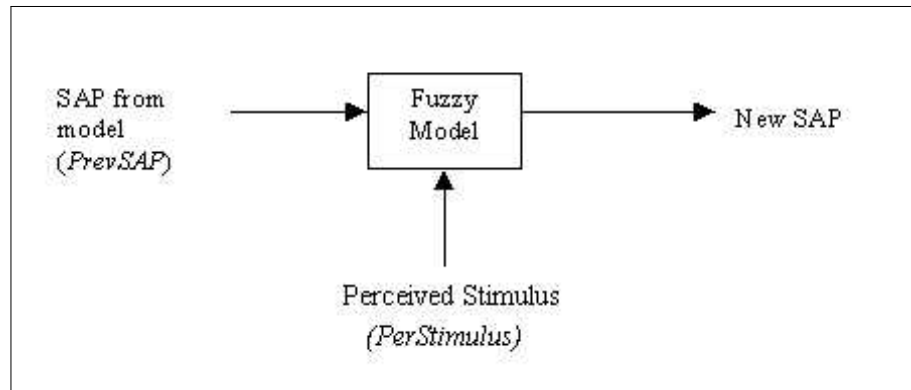 SAP from
model
(PrevSAP)
Fuzzy
Model
New SAP
Perceived Stimulus
(PerStimulus)